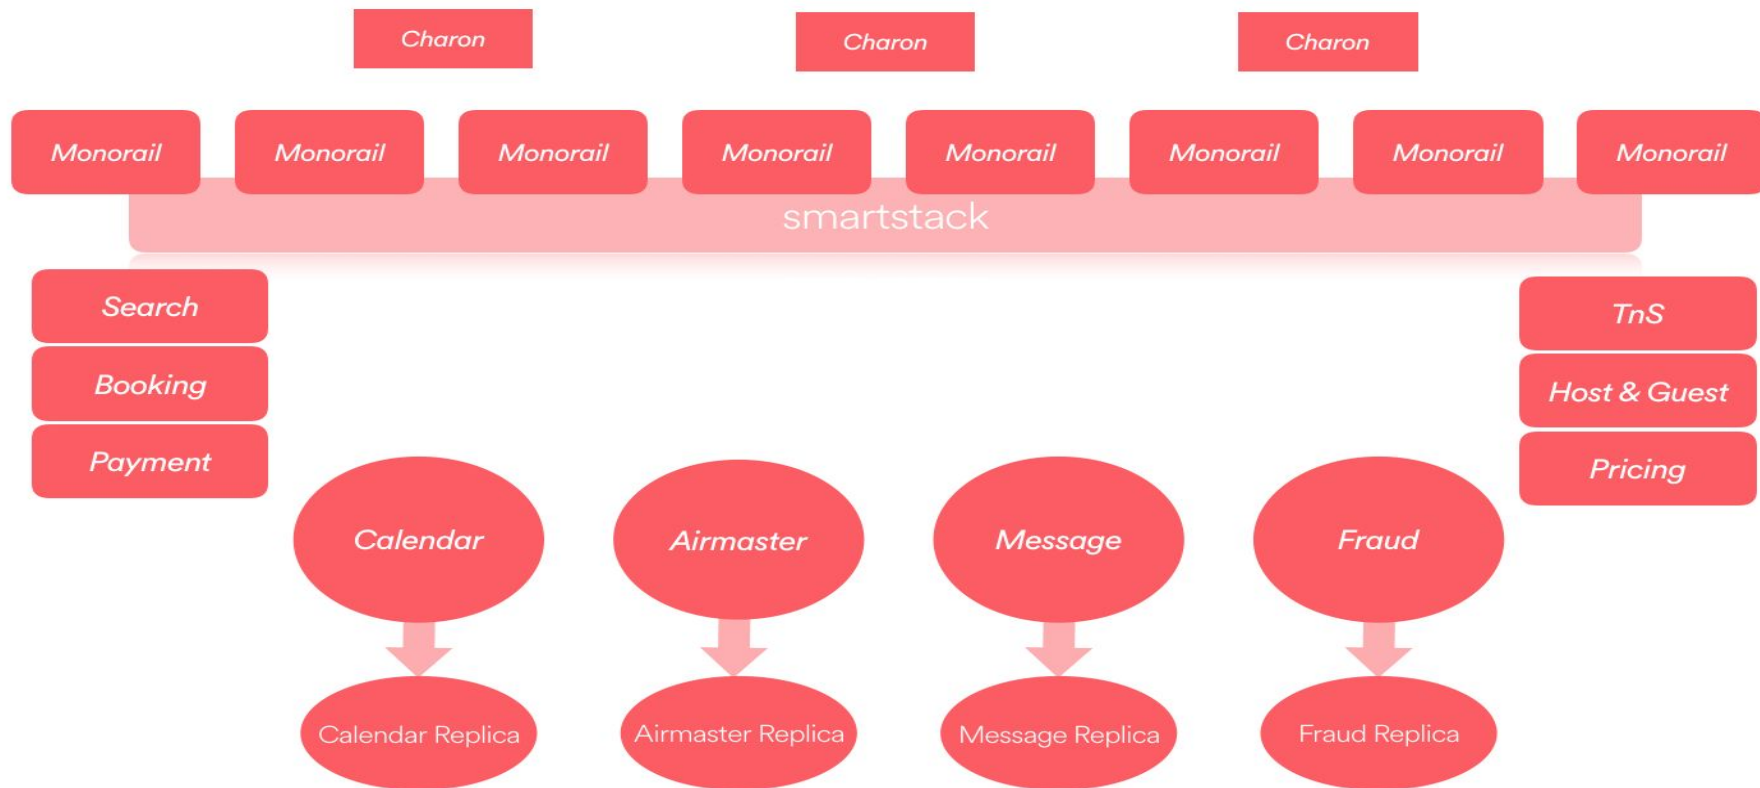 Charon Charon Charon
Monorail Monorail Monorail Monorail Monorail Monorail Monorail Monorail
smartstack
Search
Booking
Payment
TnS
Host & Guest
Pricing
Calendar Airmaster Message Fraud
Calendar Replica Airmaster Replica Message Replica Fraud Replica